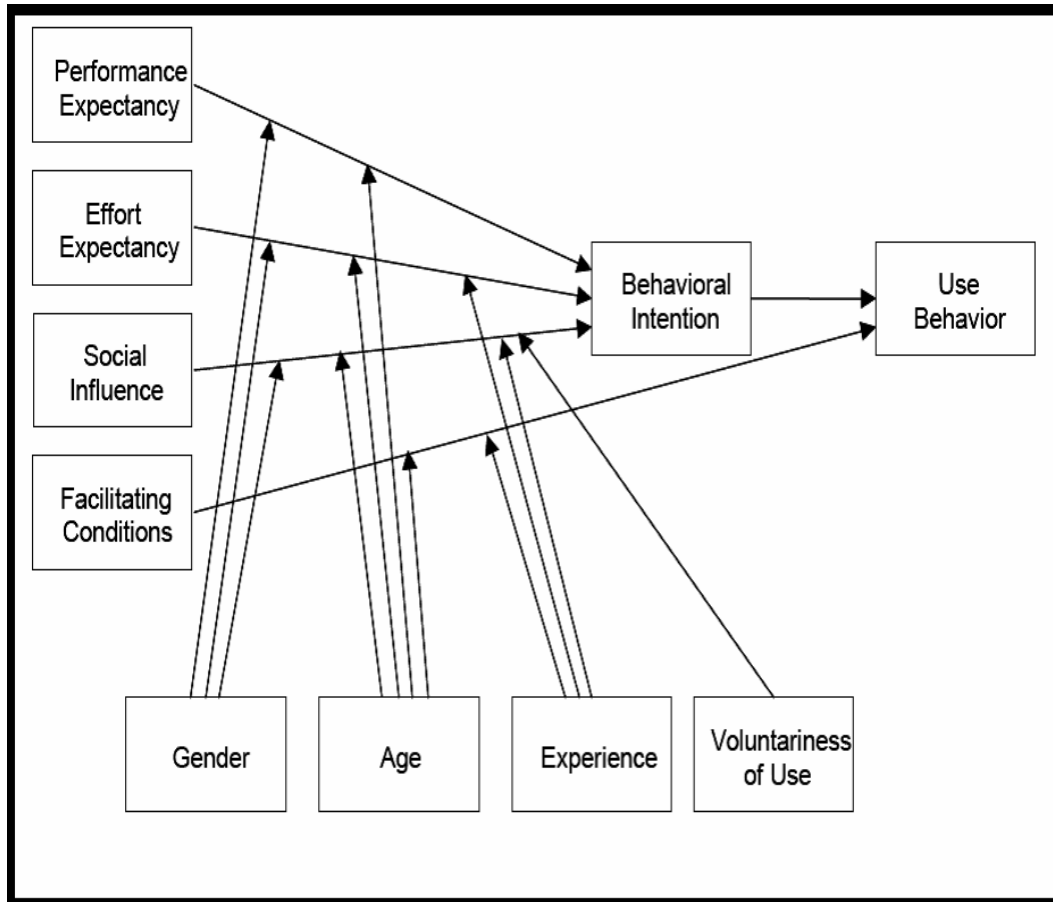 Performance
Expectancy
Effort
Expectancy
Behavioral
Intention
Use
Behavior
Social
Influence
Facilitating
Conditions
Gender
Age
Experience
Voluntariness
of Use